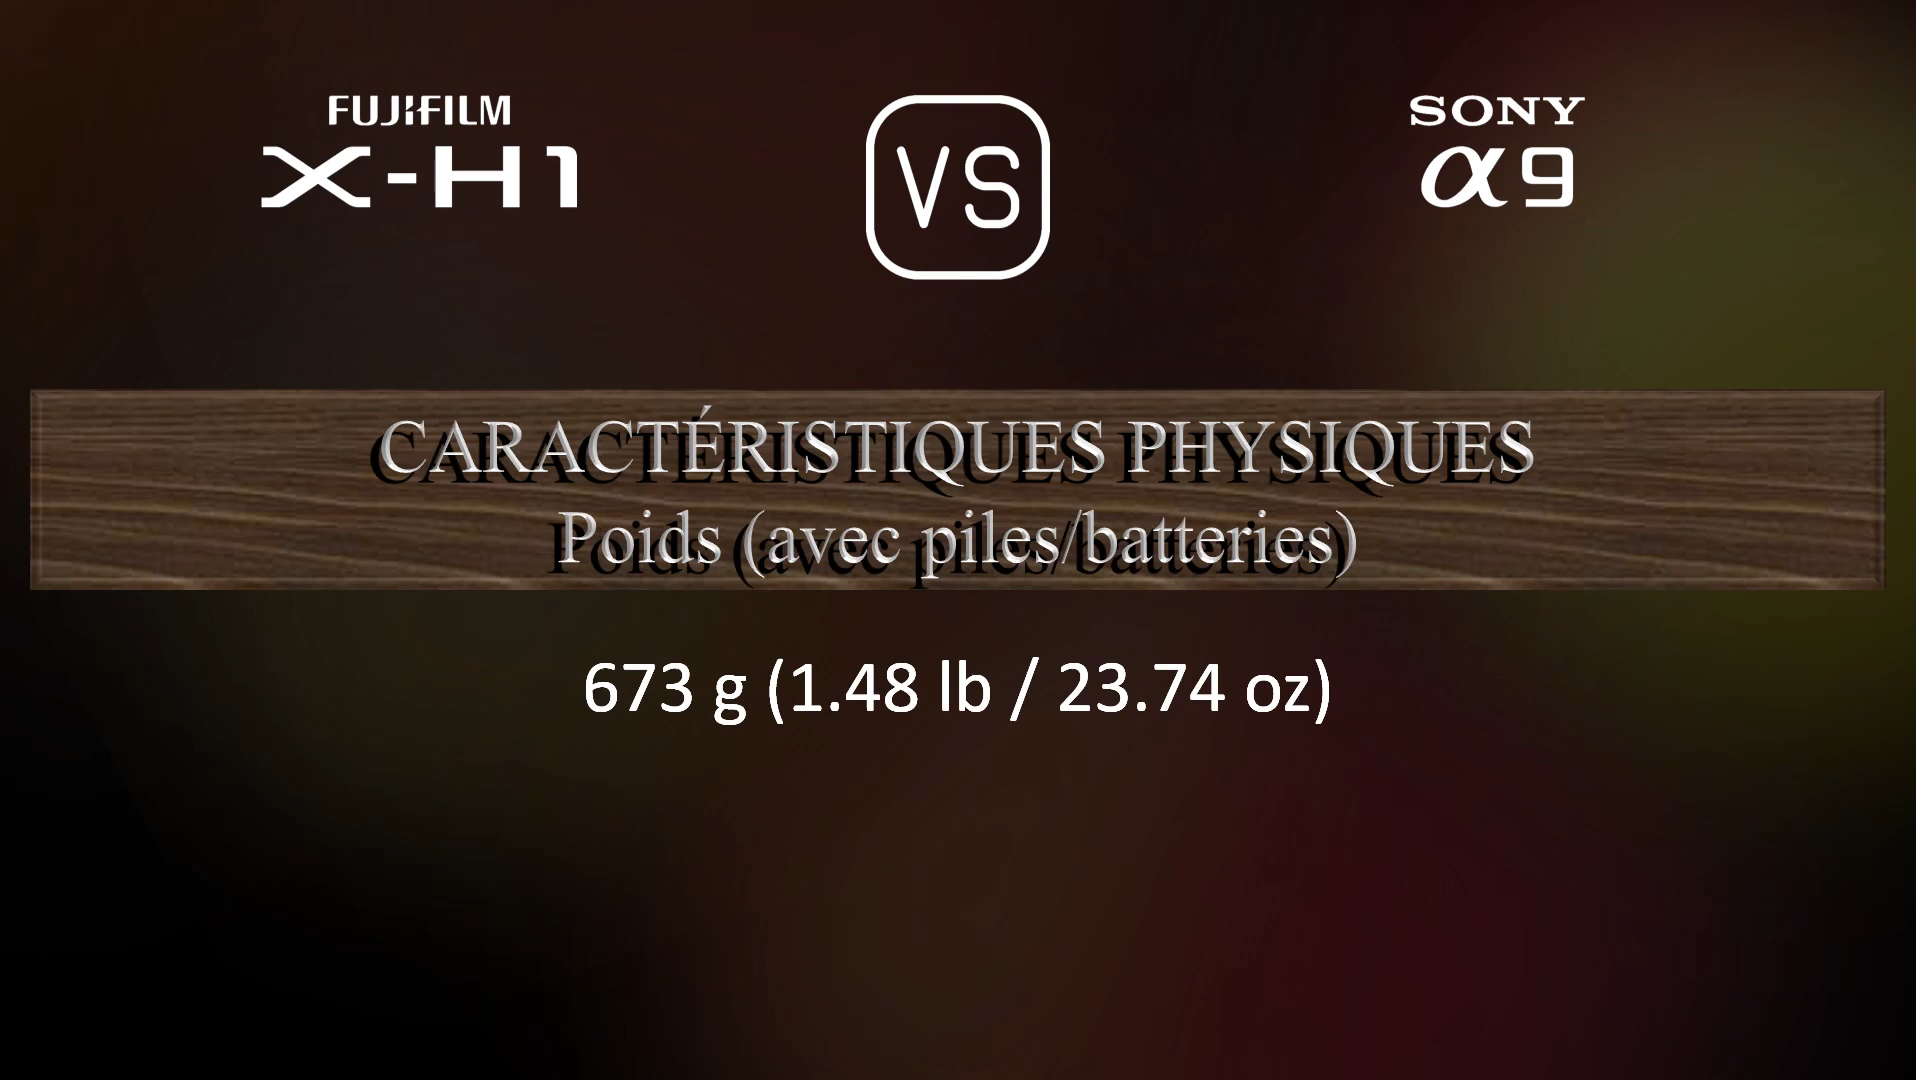 FUJIFILM
X-H1
VS
SONY
α9
CARACTÉRISTIQUES PHYSIQUES
Poids (avec piles/batteries)
673 g (1.48 lb / 23.74 oz)